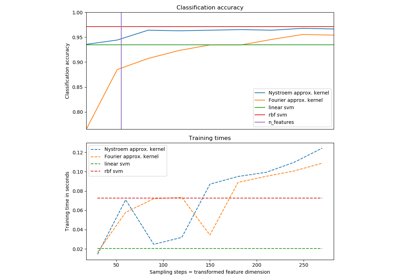 Classification accuracy
1.00
0.95
0.90
0.85
0.80
Classification accuracy
Nystroem approx. kernel
Fourier approx. kernel
linear svm
rbf svm
n_features
Training times
Nystroem approx. kernel
Fourier approx. kernel
linear svm
rbf svm
0.12
0.10
0.08
0.06
0.04
0.02
Training time in seconds
50
100
150
200
250
Sampling steps = transformed feature dimension